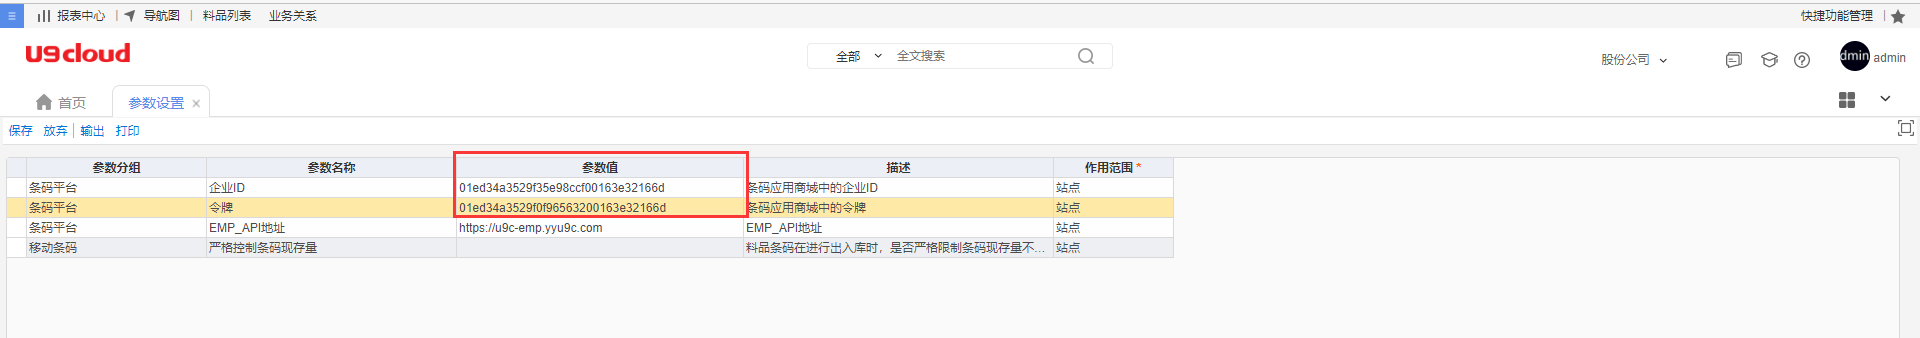 报表中心 | 导航图 | 料品列表 业务关系 快捷功能管理 |
U9cloud 全部 全文搜索 股份公司 dmin admin
首页 参数设置 ×
保存 放弃 | 输出 打印
参数分组 参数名称 参数值 描述 作用范围 *
条码平台 企业ID 01ed34a3529f35e98ccf00163e32166d 条码应用商城中的企业ID 站点
条码平台 令牌 01ed34a3529f0f96563200163e32166d 条码应用商城中的令牌 站点
条码平台 EMP_API地址 https://u9c-emp.yyu9c.com EMP_API地址 站点
移动条码 严格控制条码现存量 料品条码在进行出入库时，是否严格限制条码现存量不... 站点